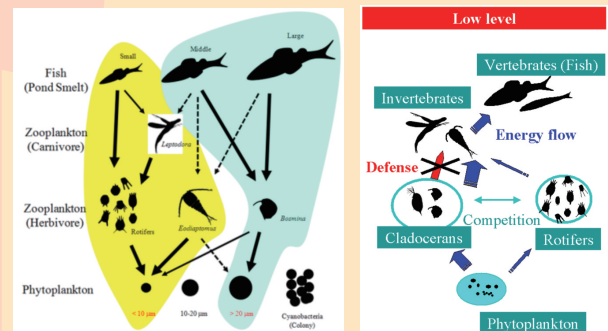 Small
Middle
Large
Fish
(Pond Smelt)
Zooplankton
(Carnivore)
Leptodora
Zooplankton
(Herbivore)
Rotifers
Eodiaptomus
Bosmina
Phytoplankton
< 10 μm
10-20 μm
> 20 μm
Cyanobacteria
(Colony)
Low level
Vertebrates (Fish)
Invertebrates
Energy flow
Defense
Competition
Cladocerans
Rotifers
Phytoplankton